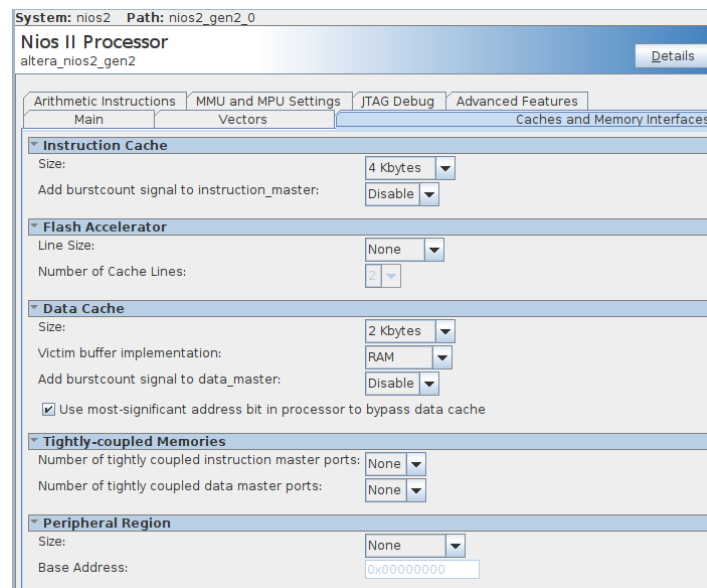 System: nios2 Path: nios2_gen2_0
Nios II Processor
altera_nios2_gen2
Details
Arithmetic Instructions MMU and MPU Settings JTAG Debug Advanced Features
Main Vectors Caches and Memory Interfaces
Instruction Cache
Size: 4 Kbytes
Add burstcount signal to instruction_master: Disable
Flash Accelerator
Line Size: None
Number of Cache Lines: 2
Data Cache
Size: 2 Kbytes
Victim buffer implementation: RAM
Add burstcount signal to data_master: Disable
Use most-significant address bit in processor to bypass data cache
Tightly-coupled Memories
Number of tightly coupled instruction master ports: None
Number of tightly coupled data master ports: None
Peripheral Region
Size: None
Base Address: 0x00000000